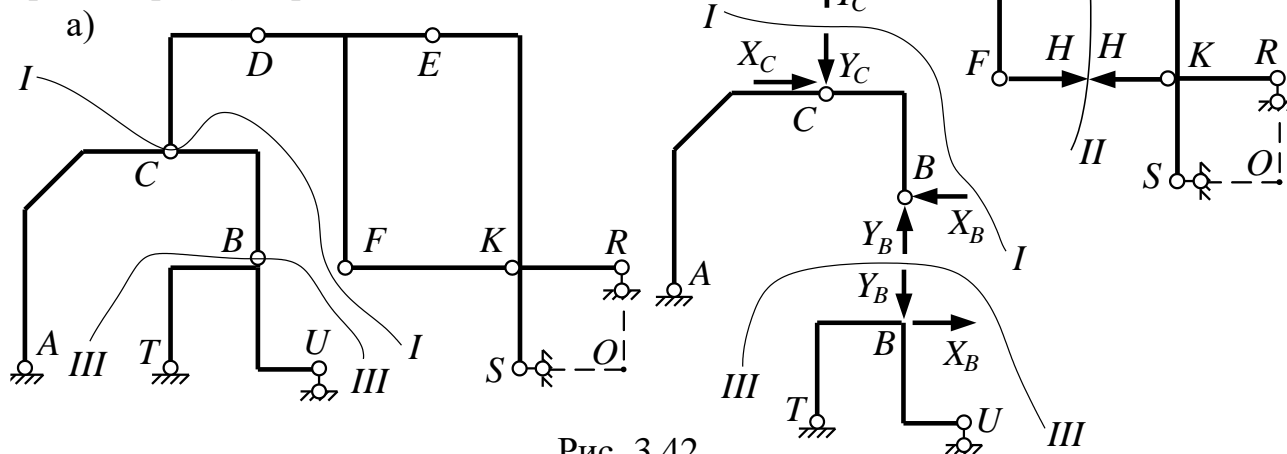 а)
I
D
E
C
B
F
K
R
A
III
T
U
III
I
S
O
I
X_C
Y_C
C
B
X_B
Y_B
I
A
Y_B
B
X_B
III
T
U
III
F
H
H
K
R
II
S
O
Рис. 3.42